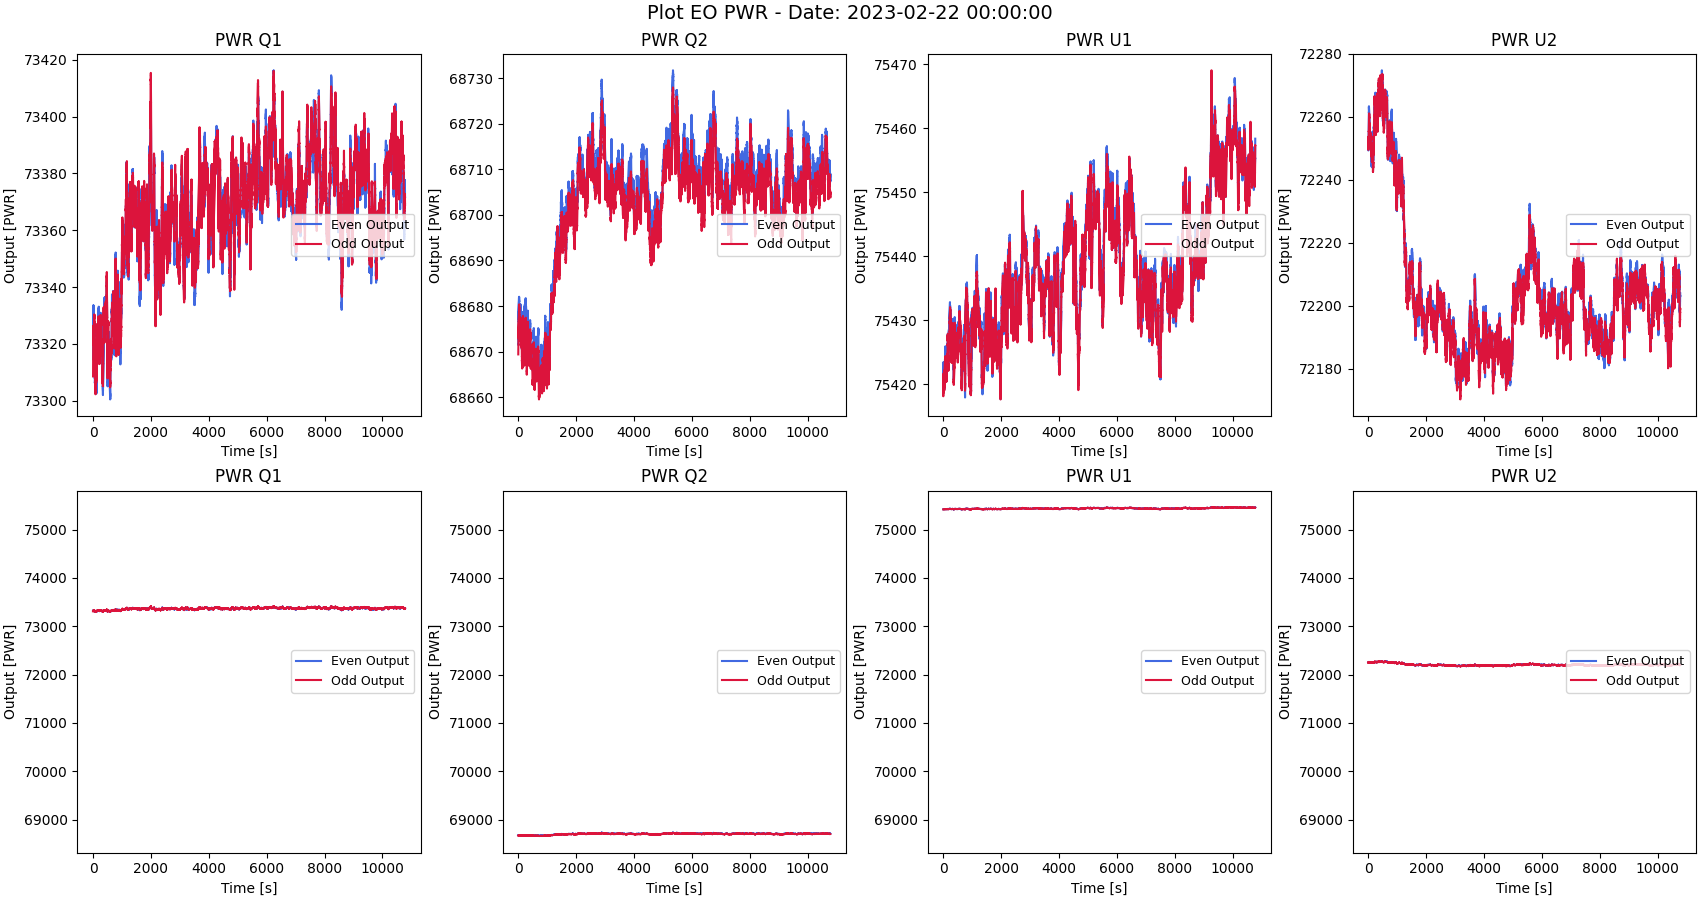 Plot EO PWR - Date: 2023-02-22 00:00:00
PWR Q1
Output [PWR]
73420
73400
73380
73360
73340
73320
73300
0 2000 4000 6000 8000 10000
Time [s]
Even Output
Odd Output
PWR Q2
Output [PWR]
68730
68720
68710
68700
68690
68680
68670
68660
0 2000 4000 6000 8000 10000
Time [s]
Even Output
Odd Output
PWR U1
Output [PWR]
75470
75460
75450
75440
75430
75420
0 2000 4000 6000 8000 10000
Time [s]
Even Output
Odd Output
PWR U2
Output [PWR]
72280
72260
72240
72220
72200
72180
0 2000 4000 6000 8000 10000
Time [s]
Even Output
Odd Output
PWR Q1
Output [PWR]
75000
74000
73000
72000
71000
70000
69000
0 2000 4000 6000 8000 10000
Time [s]
Even Output
Odd Output
PWR Q2
Output [PWR]
75000
74000
73000
72000
71000
70000
69000
0 2000 4000 6000 8000 10000
Time [s]
Even Output
Odd Output
PWR U1
Output [PWR]
75000
74000
73000
72000
71000
70000
69000
0 2000 4000 6000 8000 10000
Time [s]
Even Output
Odd Output
PWR U2
Output [PWR]
75000
74000
73000
72000
71000
70000
69000
0 2000 4000 6000 8000 10000
Time [s]
Even Output
Odd Output